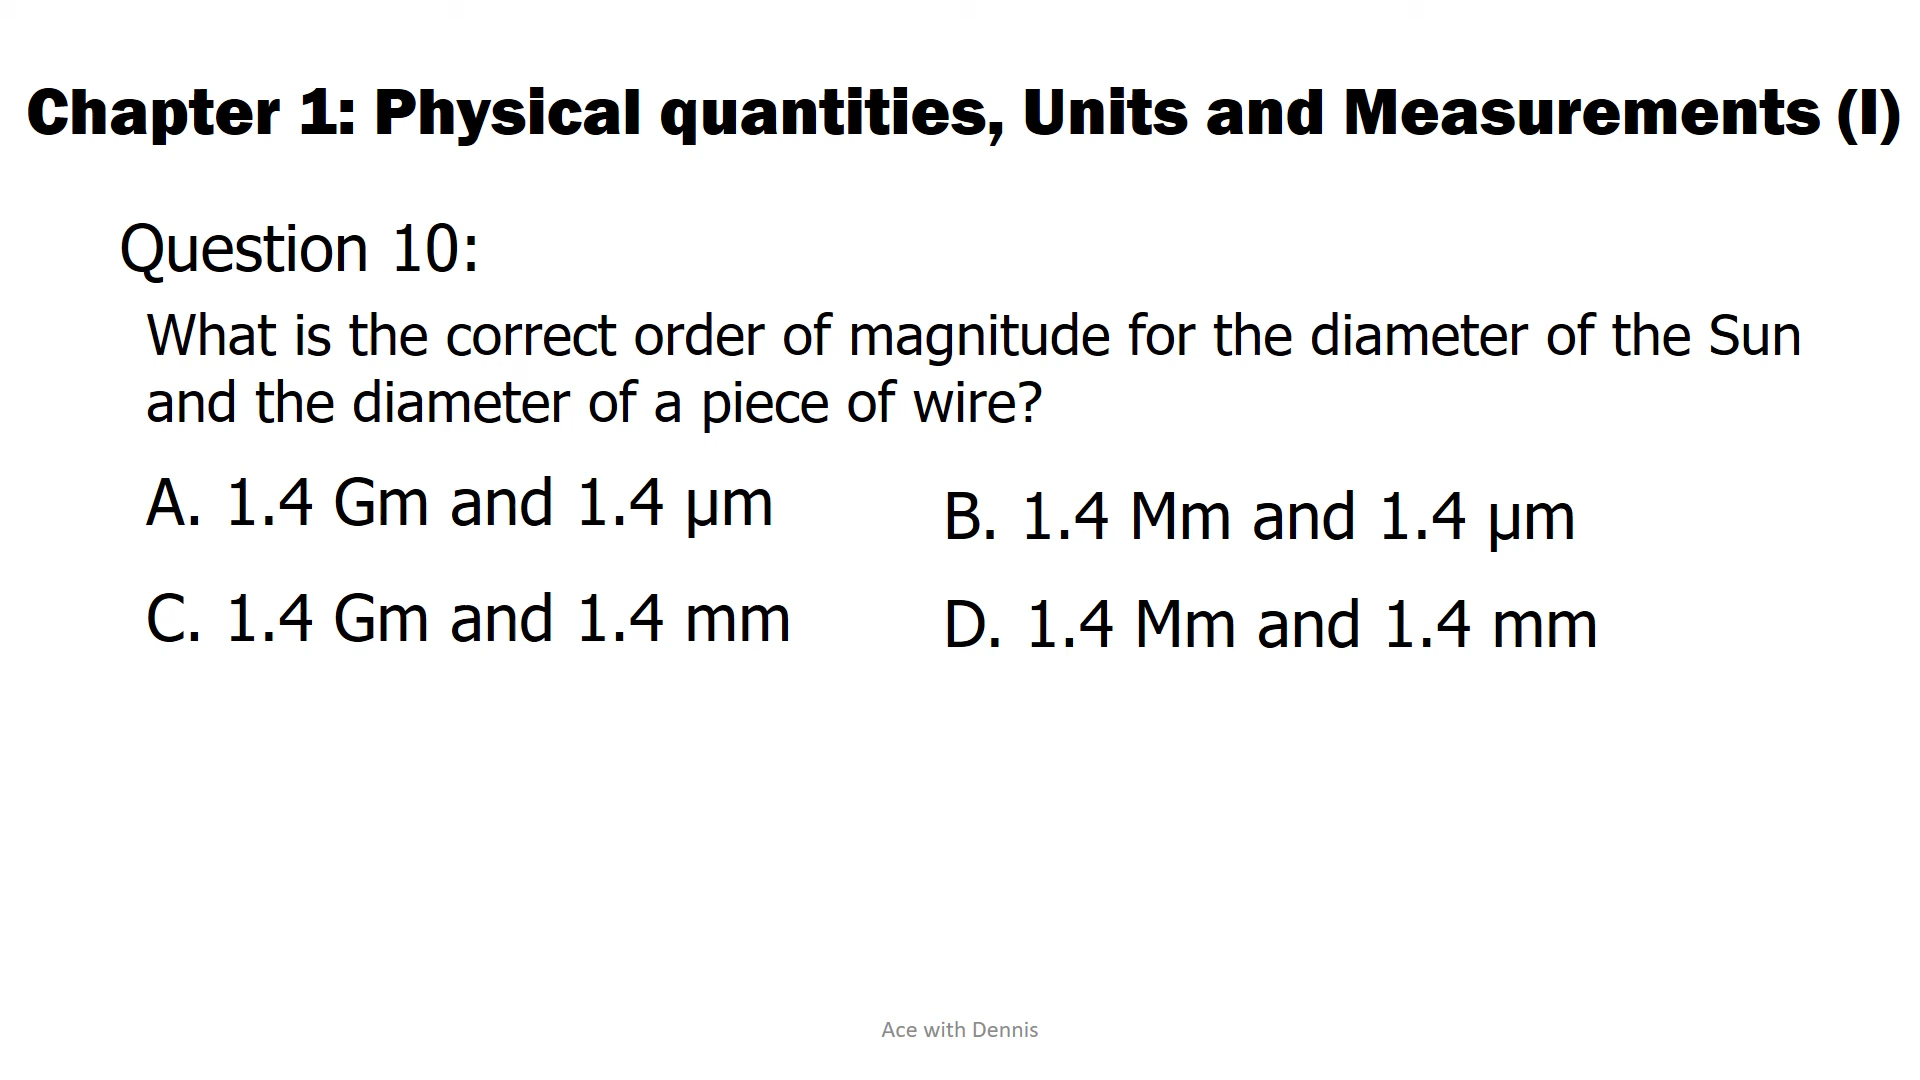 Chapter 1: Physical quantities, Units and Measurements (I)
Question 10:
What is the correct order of magnitude for the diameter of the Sun
and the diameter of a piece of wire?
A. 1.4 Gm and 1.4 μm
B. 1.4 Mm and 1.4 μm
C. 1.4 Gm and 1.4 mm
D. 1.4 Mm and 1.4 mm
Ace with Dennis